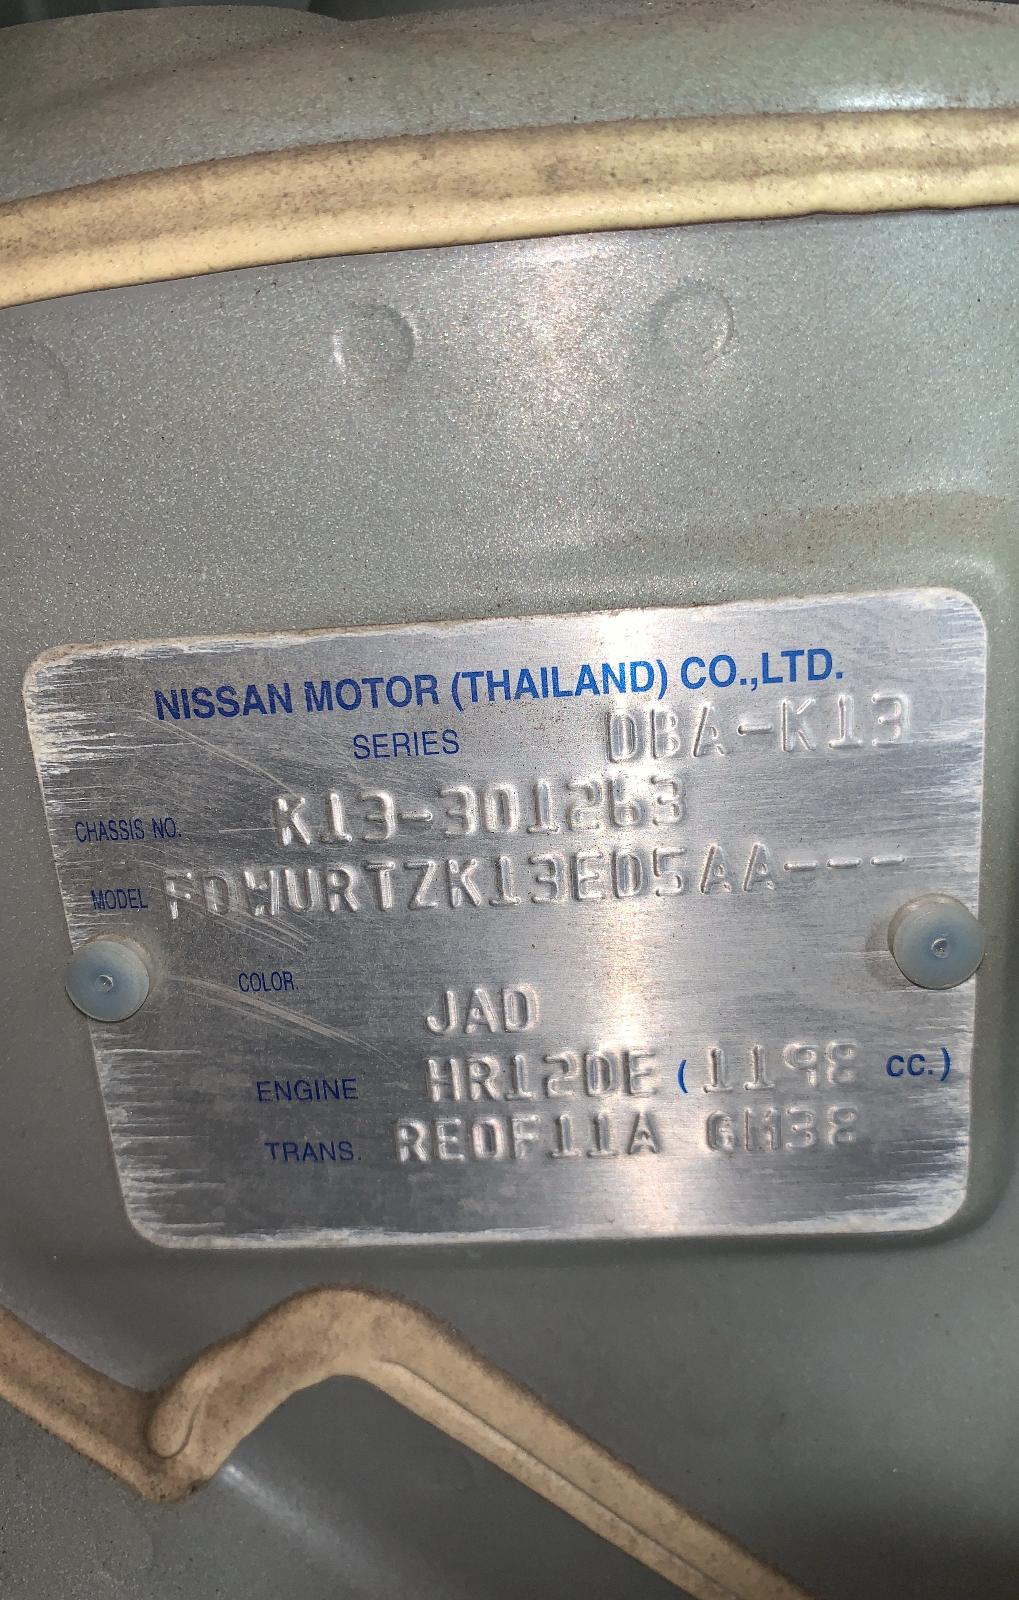 NISSAN MOTOR (THAILAND) CO.,LTD.
SERIES DBA-K13
CHASSIS NO. K13-301263
MODEL FDWURTZK13ED5AA---
COLOR. JAD
ENGINE HR12DE (1198 CC.)
TRANS. RE0F11A GM38